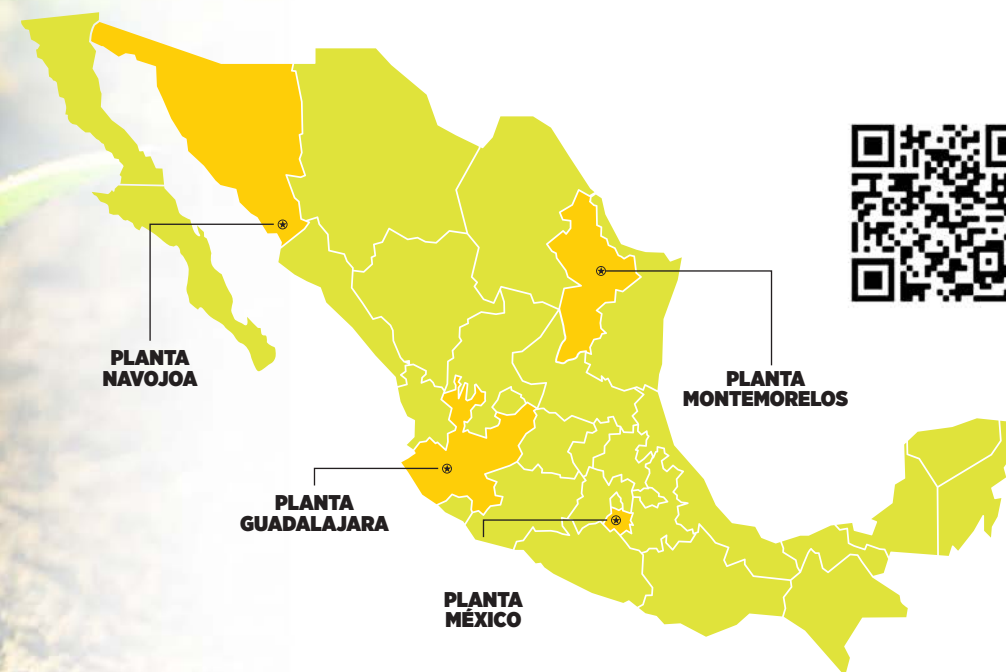 PLANTA
NAVOJOA
PLANTA
MONTEMORELOS
PLANTA
GUADALAJARA
PLANTA
MÉXICO